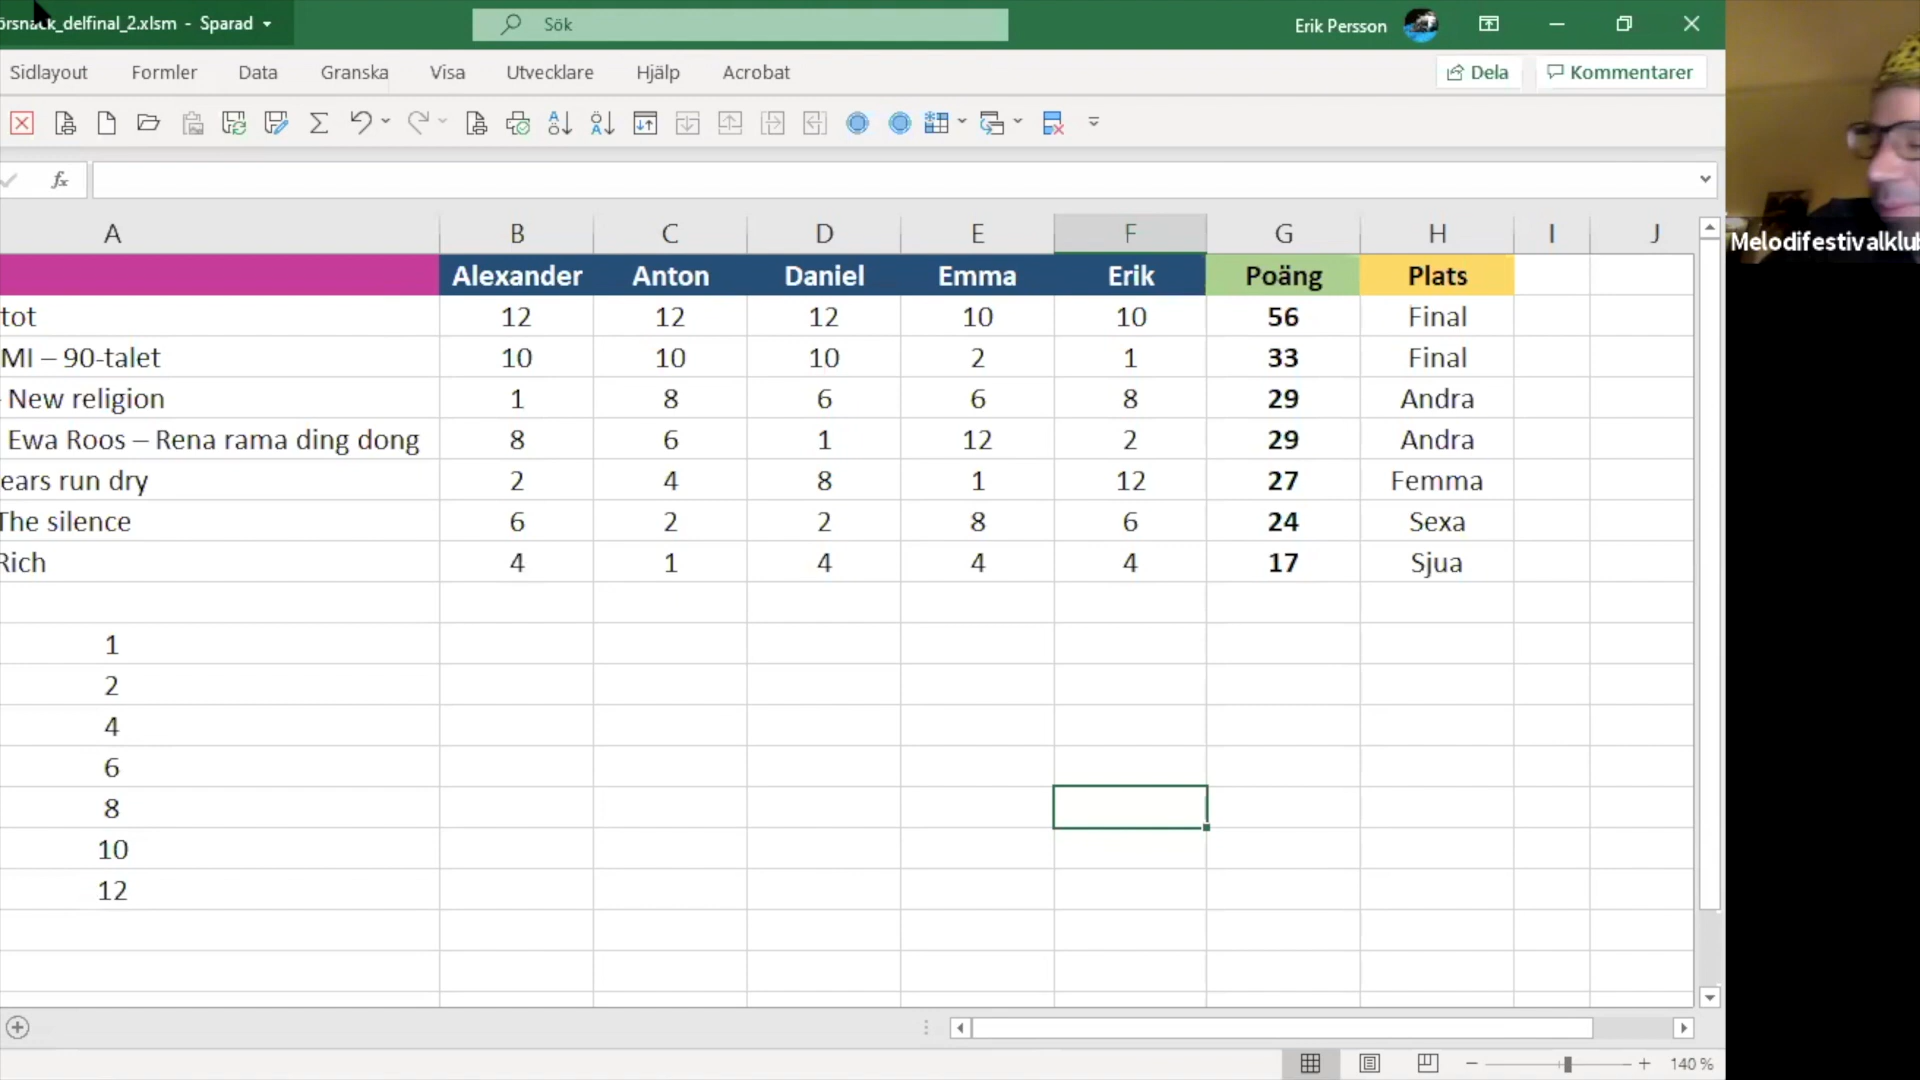 örsnack_delfinal_2.xlsm - Sparad
Sök
Erik Persson
Sidlayout Formler Data Granska Visa Utvecklare Hjälp Acrobat
Dela Kommentarer
fx
Melodifestivalklub
A B C D E F G H I J
Alexander Anton Daniel Emma Erik Poäng Plats
tot 12 12 12 10 10 56 Final
MI – 90-talet 10 10 10 2 1 33 Final
New religion 1 8 6 6 8 29 Andra
Ewa Roos – Rena rama ding dong 8 6 1 12 2 29 Andra
ears run dry 2 4 8 1 12 27 Femma
The silence 6 2 2 8 6 24 Sexa
Rich 4 1 4 4 4 17 Sjua
1
2
4
6
8
10
12
140 %